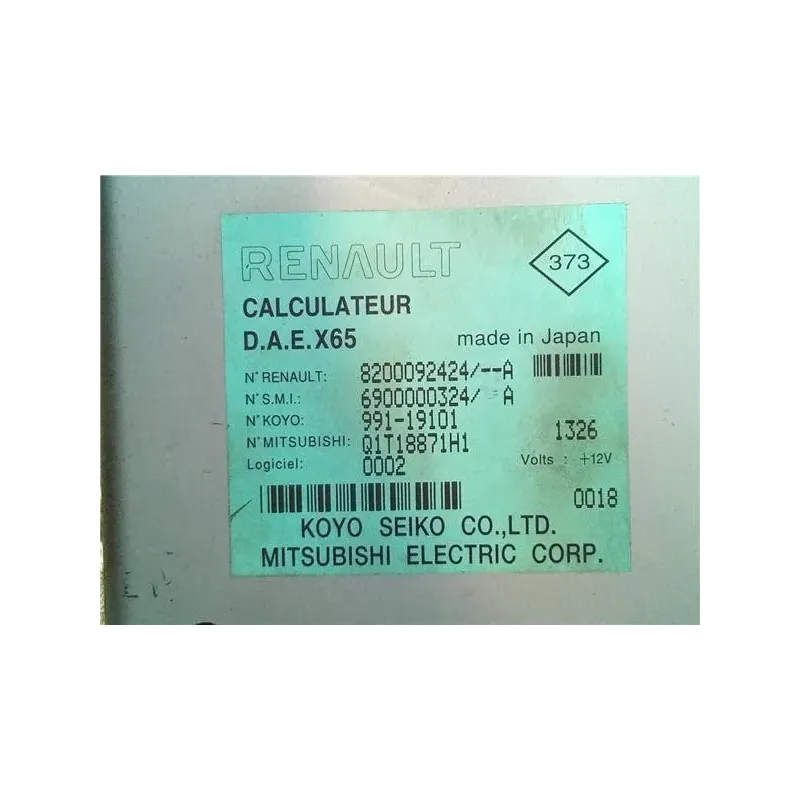 RENAULT 373
CALCULATEUR
D.A.E.X65 made in Japan
N° RENAULT: 8200092424/--A
N° S.M.I.: 6900000324/ A
N° KOYO: 991-19101
N° MITSUBISHI: Q1T18871H1 1326
Logiciel: 0002 Volts : +12V
0018
KOYO SEIKO CO.,LTD.
MITSUBISHI ELECTRIC CORP.